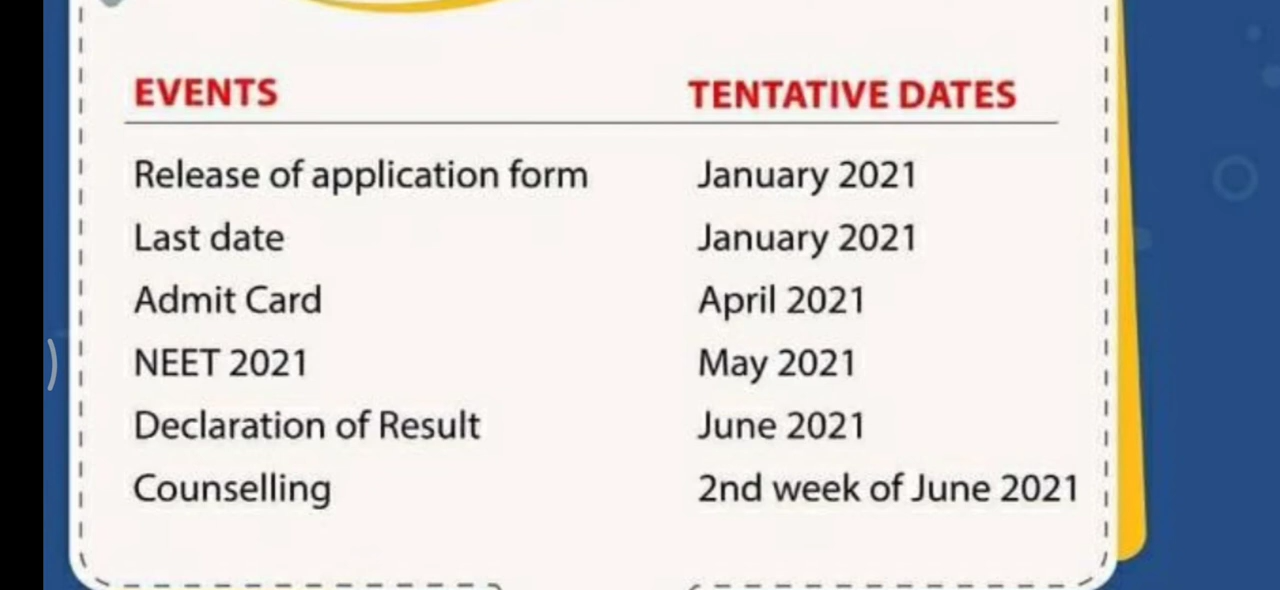 EVENTS TENTATIVE DATES
Release of application form January 2021
Last date January 2021
Admit Card April 2021
NEET 2021 May 2021
Declaration of Result June 2021
Counselling 2nd week of June 2021